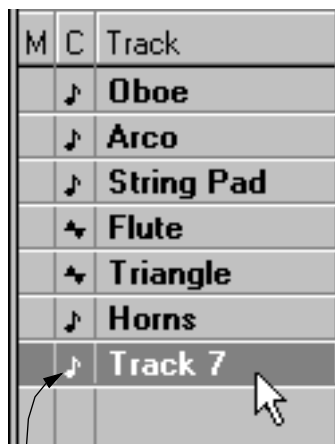 M C Track
Oboe
Arco
String Pad
Flute
Triangle
Horns
Track 7